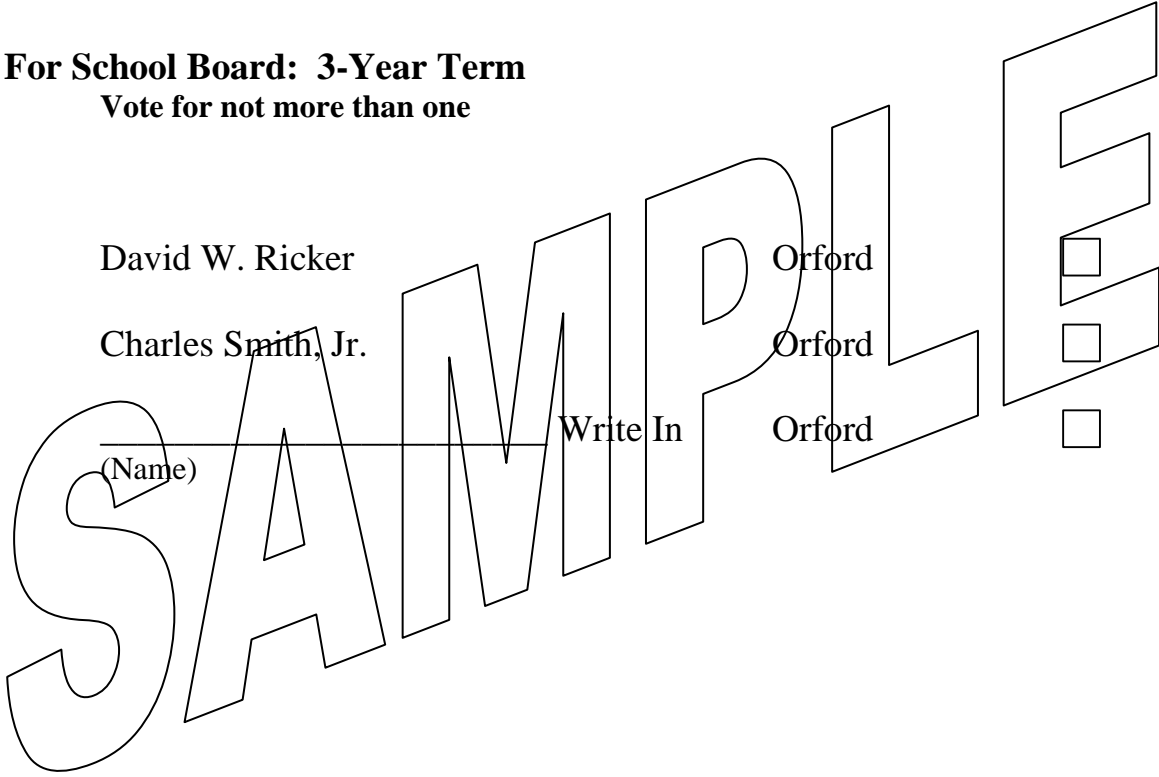 For School Board: 3-Year Term
Vote for not more than one
David W. Ricker Orford
Charles Smith, Jr. Orford
________________________ Write In Orford
(Name)
SAMPLE